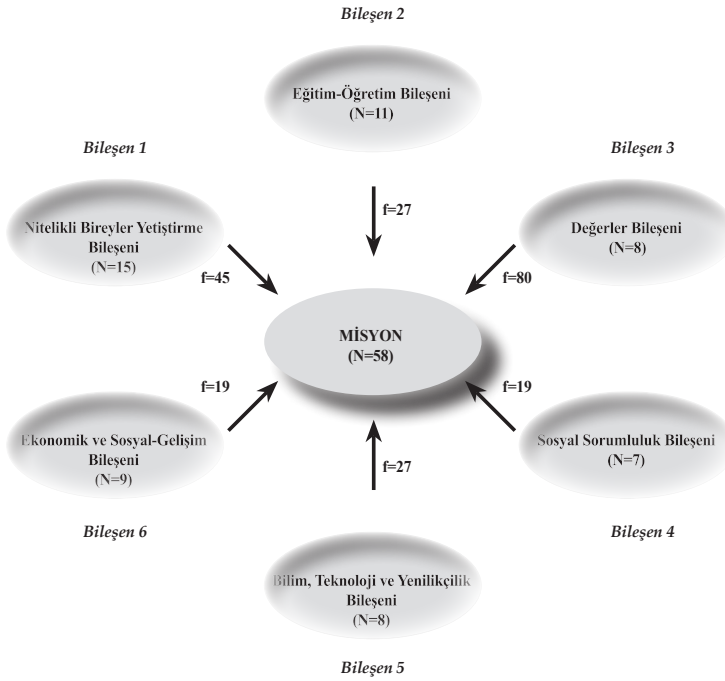 Bileşen 2
Eğitim-Öğretim Bileşeni
(N=11)
Bileşen 1
Bileşen 3
Nitelikli Bireyler Yetiştirme
Bileşeni
(N=15)
f=27
Değerler Bileşeni
(N=8)
f=45
f=80
MİSYON
(N=58)
f=19
f=19
Ekonomik ve Sosyal-Gelişim
Bileşeni
(N=9)
Sosyal Sorumluluk Bileşeni
(N=7)
f=27
Bileşen 6
Bileşen 4
Bilim, Teknoloji ve Yenilikçilik
Bileşeni
(N=8)
Bileşen 5